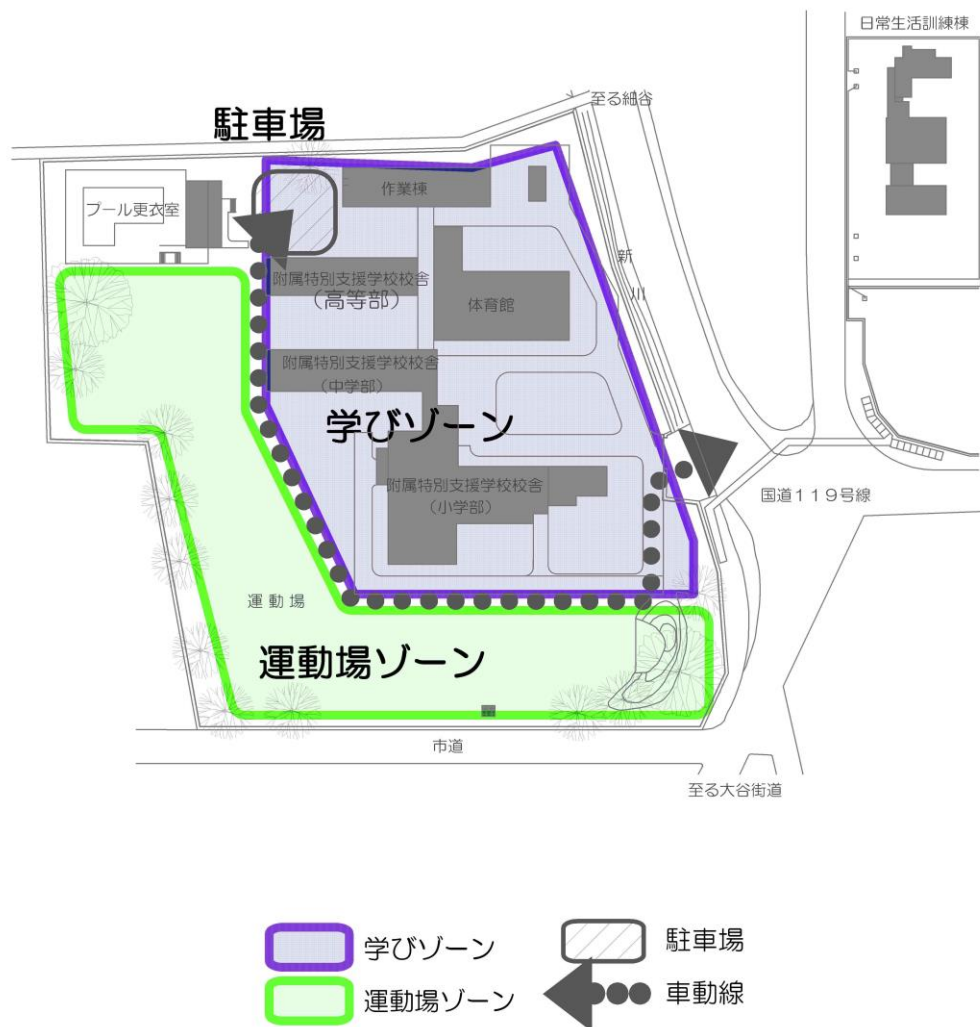 日常生活訓練棟
至る細谷
駐車場
作業棟
プール更衣室
新川
附属特別支援学校校舎
（高等部）
体育館
附属特別支援学校校舎
（中学部）
学びゾーン
附属特別支援学校校舎
（小学部）
国道119号線
運動場
運動場ゾーン
市道
至る大谷街道
学びゾーン
駐車場
運動場ゾーン
車動線